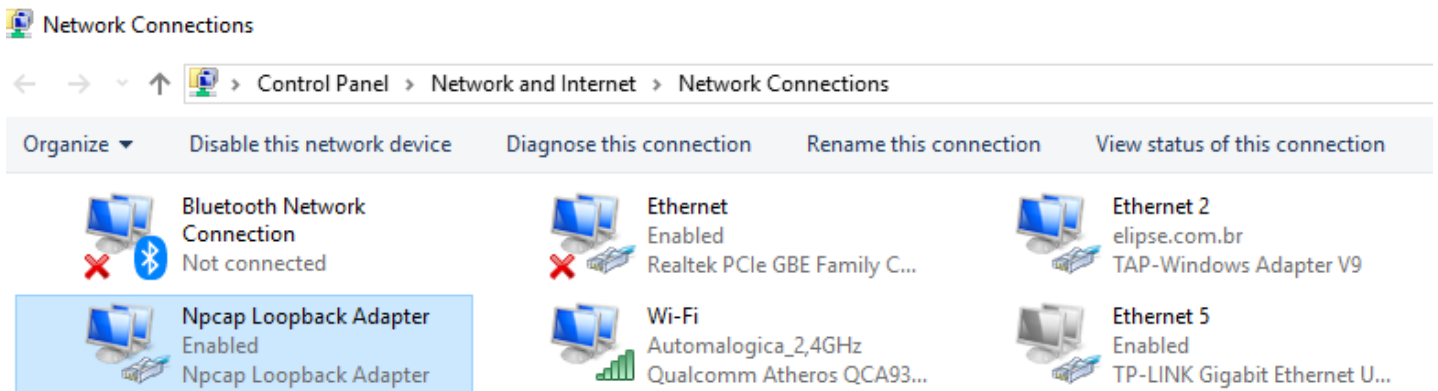 Network Connections
Control Panel > Network and Internet > Network Connections
Organize Disable this network device Diagnose this connection Rename this connection View status of this connection
Bluetooth Network
Connection
Not connected
Ethernet
Enabled
Realtek PCIe GBE Family C...
Ethernet 2
elipse.com.br
TAP-Windows Adapter V9
Npcap Loopback Adapter
Enabled
Npcap Loopback Adapter
Wi-Fi
Automalogica_2,4GHz
Qualcomm Atheros QCA93...
Ethernet 5
Enabled
TP-LINK Gigabit Ethernet U...